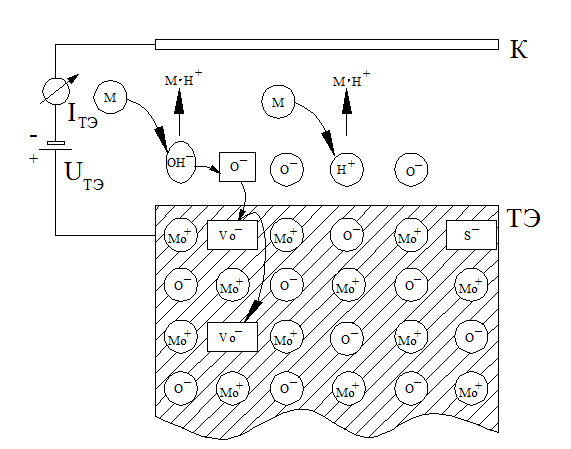 К
M·H+
M·H+
M
M
IТЭ
-
+
UТЭ
OH−
O−
O−
H+
O−
ТЭ
Mo+ Vo− Mo+ O− Mo+ S−
O− Mo+ O− Mo+ O− Mo+
Mo+ Vo− Mo+ O− Mo+ O−
O− Mo+ O− Mo+ O− Mo+